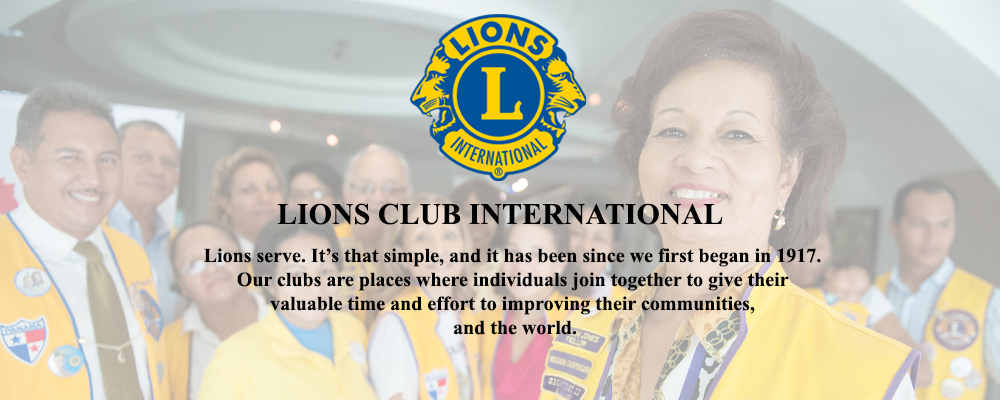 LIONS
L
INTERNATIONAL
®
LIONS CLUB INTERNATIONAL
Lions serve. It’s that simple, and it has been since we first began in 1917.
Our clubs are places where individuals join together to give their
valuable time and effort to improving their communities,
and the world.
PANAMA
JONES
FELLOW